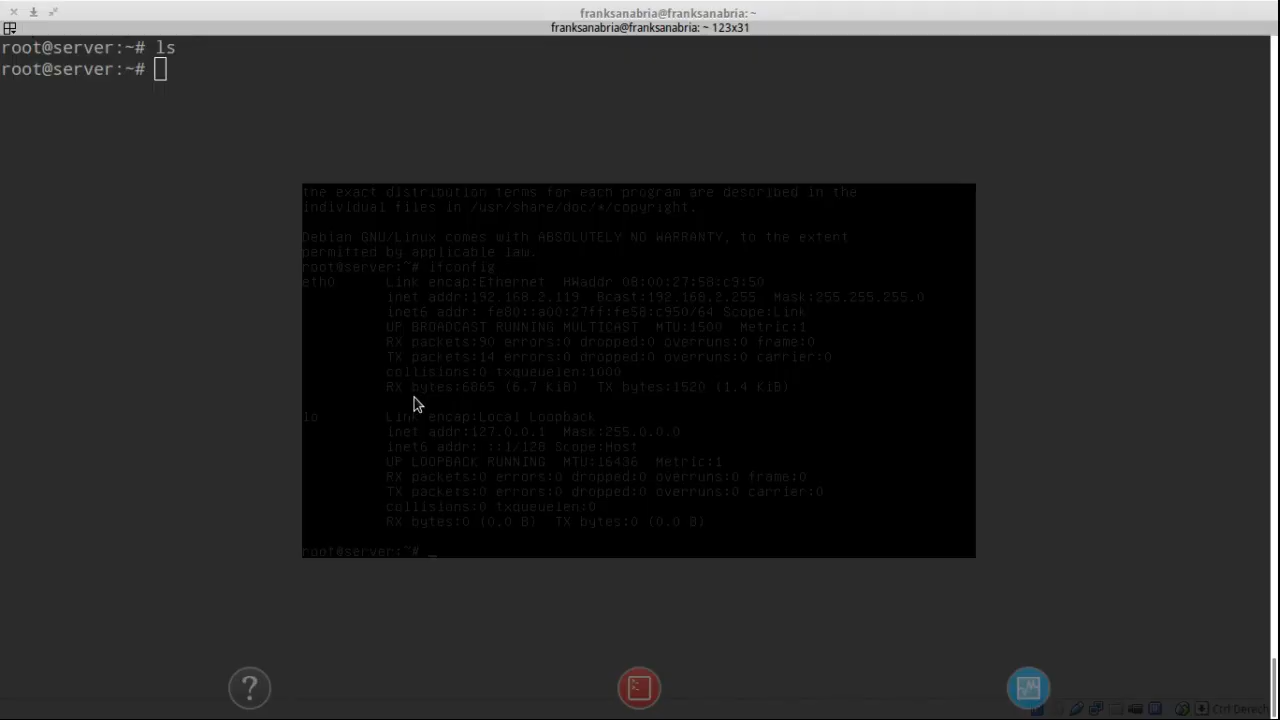 franksanabria@franksanabria: ~
franksanabria@franksanabria: ~ 123x31
root@server:~# ls
root@server:~#
the exact distribution terms for each program are described in the
individual files in /usr/share/doc/*/copyright.
Debian GNU/Linux comes with ABSOLUTELY NO WARRANTY, to the extent
permitted by applicable law.
root@server:~# ifconfig
eth0 Link encap:Ethernet HWaddr 08:00:27:58:c9:50
inet addr:192.168.2.119 Bcast:192.168.2.255 Mask:255.255.255.0
inet6 addr: fe80::a00:27ff:fe58:c950/64 Scope:Link
UP BROADCAST RUNNING MULTICAST MTU:1500 Metric:1
RX packets:90 errors:0 dropped:0 overruns:0 frame:0
TX packets:14 errors:0 dropped:0 overruns:0 carrier:0
collisions:0 txqueuelen:1000
RX bytes:6865 (6.7 KiB) TX bytes:1520 (1.4 KiB)
lo Link encap:Local Loopback
inet addr:127.0.0.1 Mask:255.0.0.0
inet6 addr: ::1/128 Scope:Host
UP LOOPBACK RUNNING MTU:16436 Metric:1
RX packets:0 errors:0 dropped:0 overruns:0 frame:0
TX packets:0 errors:0 dropped:0 overruns:0 carrier:0
collisions:0 txqueuelen:0
RX bytes:0 (0.0 B) TX bytes:0 (0.0 B)
root@server:~# _
?
Ctrl Derech